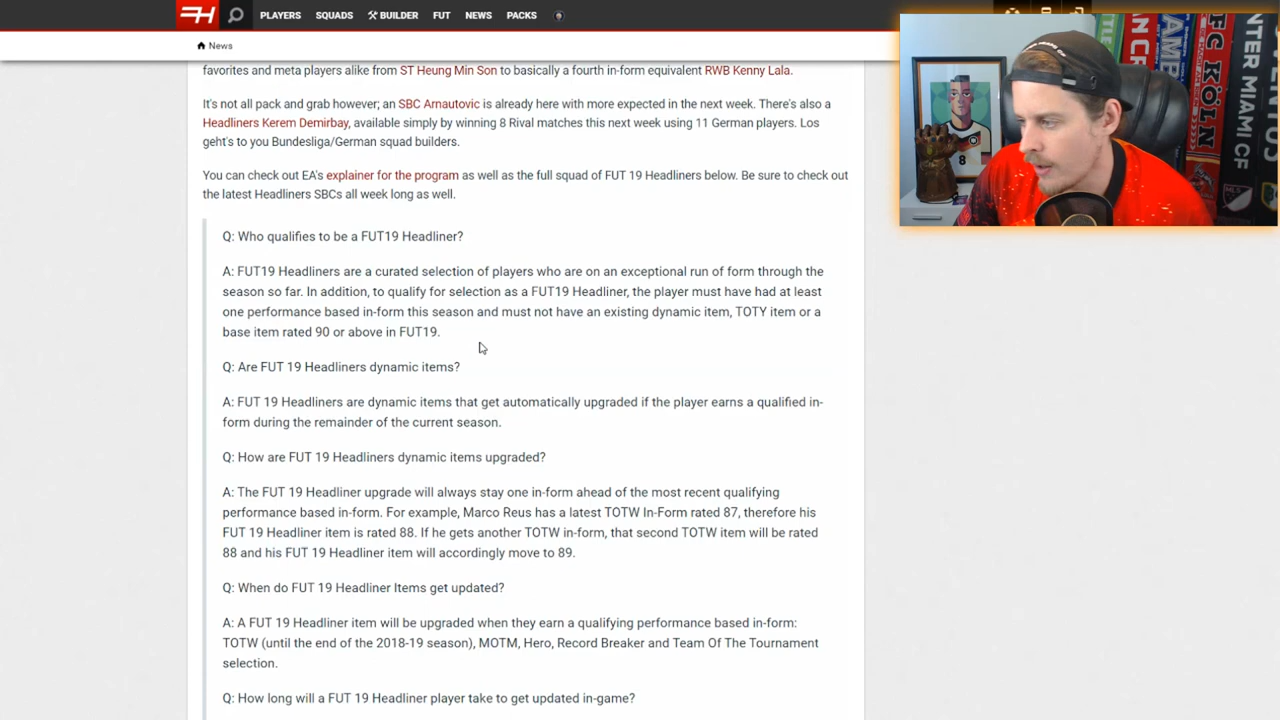 PLAYERS SQUADS BUILDER FUT NEWS PACKS
News
favorites and meta players alike from ST Heung Min Son to basically a fourth in-form equivalent RWB Kenny Lala.
It's not all pack and grab however; an SBC Arnautovic is already here with more expected in the next week. There's also a
Headliners Kerem Demirbay, available simply by winning 8 Rival matches this next week using 11 German players. Los
geht's to you Bundesliga/German squad builders.
You can check out EA's explainer for the program as well as the full squad of FUT 19 Headliners below. Be sure to check out
the latest Headliners SBCs all week long as well.
Q: Who qualifies to be a FUT19 Headliner?
A: FUT19 Headliners are a curated selection of players who are on an exceptional run of form through the
season so far. In addition, to qualify for selection as a FUT19 Headliner, the player must have had at least
one performance based in-form this season and must not have an existing dynamic item, TOTY item or a
base item rated 90 or above in FUT19.
Q: Are FUT 19 Headliners dynamic items?
A: FUT 19 Headliners are dynamic items that get automatically upgraded if the player earns a qualified in-
form during the remainder of the current season.
Q: How are FUT 19 Headliners dynamic items upgraded?
A: The FUT 19 Headliner upgrade will always stay one in-form ahead of the most recent qualifying
performance based in-form. For example, Marco Reus has a latest TOTW In-Form rated 87, therefore his
FUT 19 Headliner item is rated 88. If he gets another TOTW in-form, that second TOTW item will be rated
88 and his FUT 19 Headliner item will accordingly move to 89.
Q: When do FUT 19 Headliner Items get updated?
A: A FUT 19 Headliner item will be upgraded when they earn a qualifying performance based in-form:
TOTW (until the end of the 2018-19 season), MOTM, Hero, Record Breaker and Team Of The Tournament
selection.
Q: How long will a FUT 19 Headliner player take to get updated in-game?
8
FC KÖLN
INTER MIAMI CF
MLS